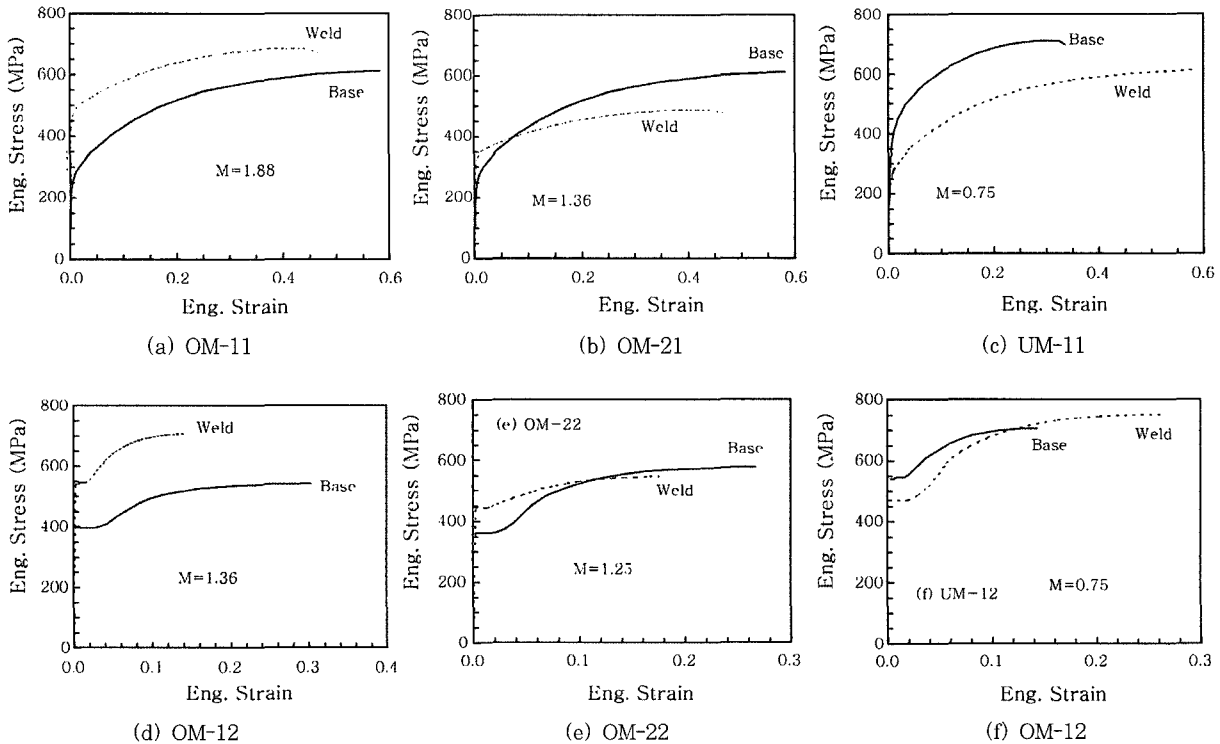 Eng. Stress (MPa)
800
600
400
200
0
Weld
Base
M=1.88
0.0 0.2 0.4 0.6
Eng. Strain
(a) OM-11
Eng. Stress (MPa)
800
600
400
200
0
Base
Weld
M=1.36
0.0 0.2 0.4 0.6
Eng. Strain
(b) OM-21
Eng. Stress (MPa)
800
600
400
200
0
Base
Weld
M=0.75
0.0 0.2 0.4 0.6
Eng. Strain
(c) UM-11
Eng. Stress (MPa)
800
600
400
200
0
Weld
Base
M=1.36
0.0 0.1 0.2 0.3 0.4
Eng. Strain
(d) OM-12
Eng. Stress (MPa)
800
600
400
200
0
(e) OM-22
Base
Weld
M=1.25
0.0 0.1 0.2 0.3
Eng. Strain
(e) OM-22
Eng. Stress (MPa)
800
600
400
200
0
Base
Weld
(f) UM-12 M=0.75
0.0 0.1 0.2 0.3
Eng. Strain
(f) OM-12